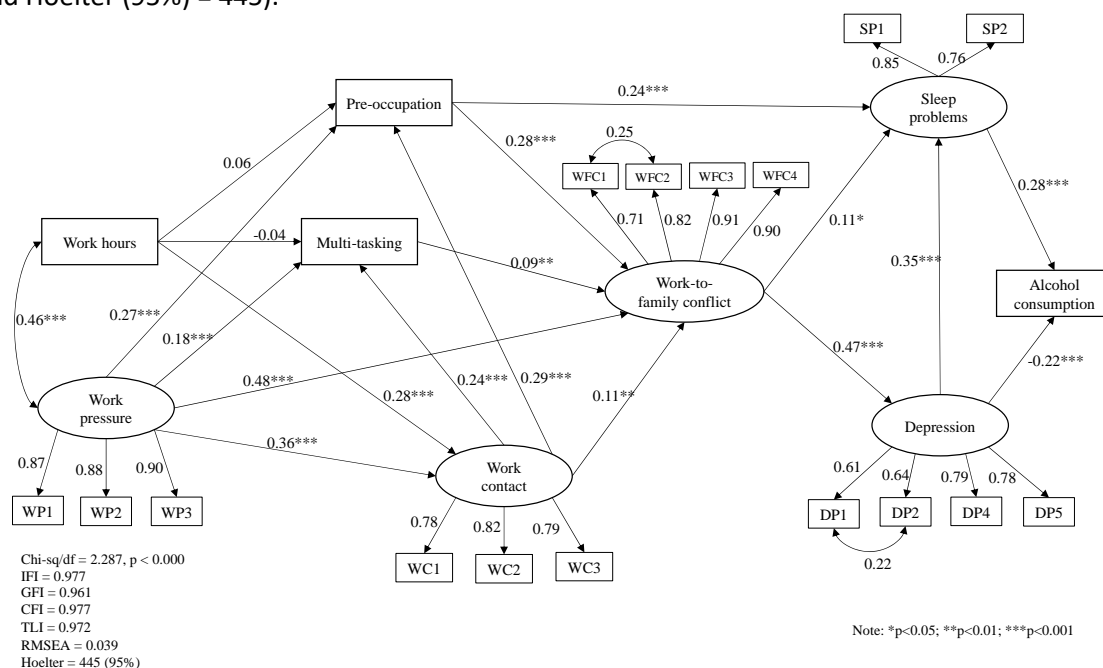 nd Hoelter (95%) = 445).
SP1
SP2
0.85
0.76
Pre-occupation
0.24***
Sleep
problems
0.28***
0.25
0.06
WFC1
WFC2
WFC3
WFC4
0.28***
0.71
0.82
0.91
0.90
0.11*
Work hours
-0.04
Multi-tasking
0.09**
Work-to-
family conflict
0.35***
Alcohol
consumption
0.46***
0.27***
0.18***
0.47***
-0.22***
0.48***
0.24***
0.29***
0.28***
0.11**
Work
pressure
0.36***
Depression
Work
contact
0.87
0.88
0.90
0.61
0.64
0.79
0.78
WP1
WP2
WP3
DP1
DP2
DP4
DP5
0.78
0.82
0.79
0.22
WC1
WC2
WC3
Chi-sq/df = 2.287, p < 0.000
IFI = 0.977
GFI = 0.961
CFI = 0.977
TLI = 0.972
RMSEA = 0.039
Hoelter = 445 (95%)
Note: *p<0.05; **p<0.01; ***p<0.001